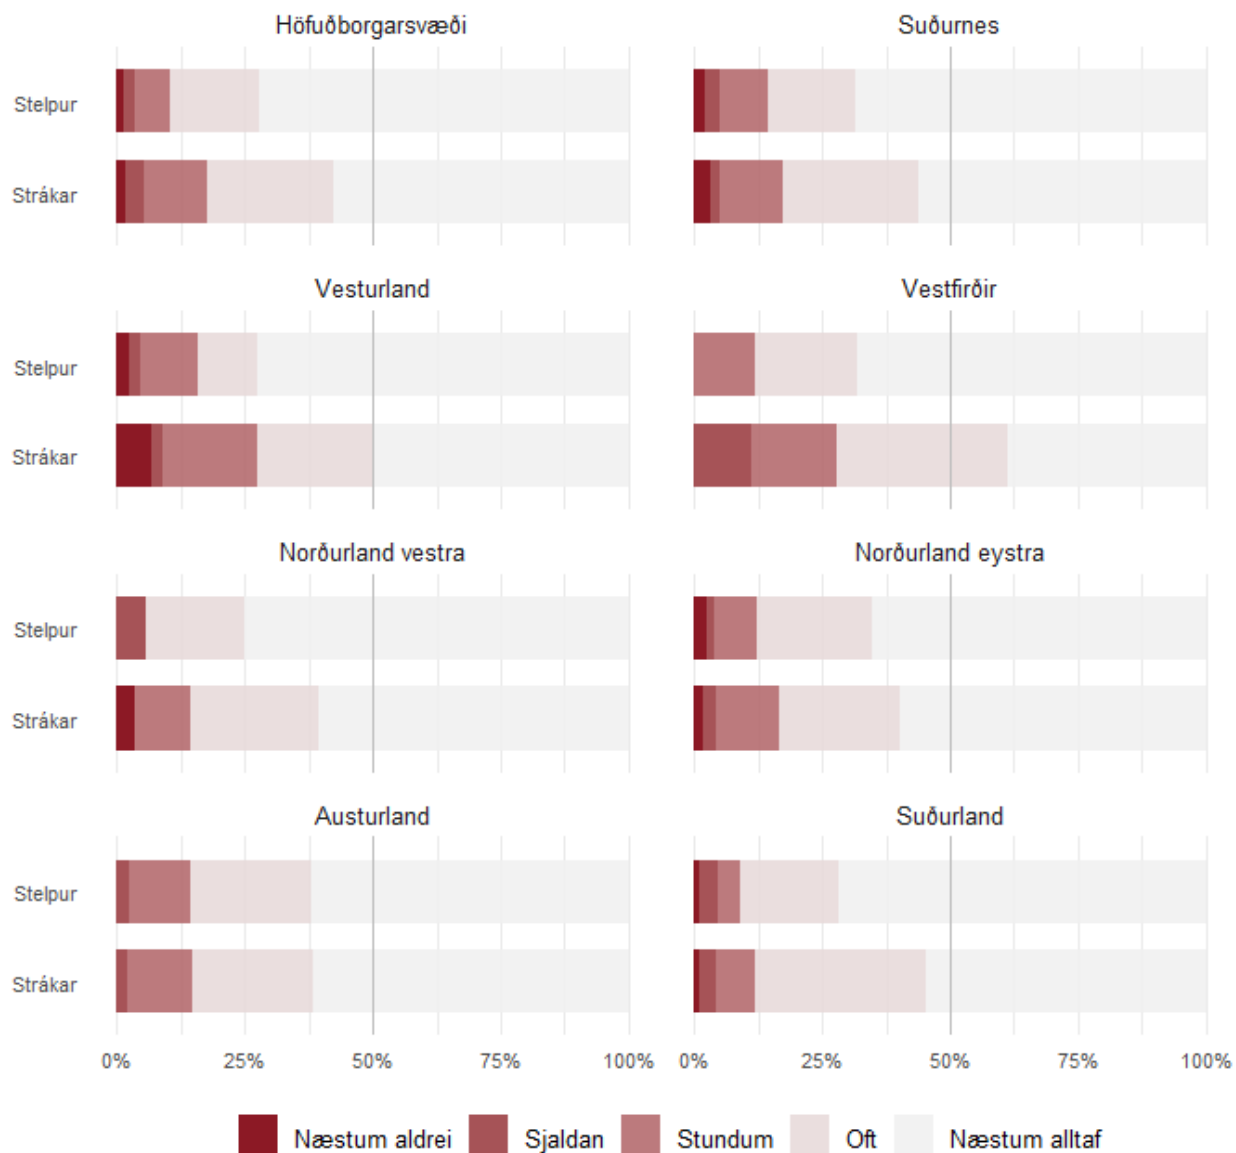 Höfuðborgarsvæði Suðurnes
Stelpur
Strákar
Vesturland Vestfirðir
Stelpur
Strákar
Norðurland vestra Norðurland eystra
Stelpur
Strákar
Austurland Suðurland
Stelpur
Strákar
0% 25% 50% 75% 100% 0% 25% 50% 75% 100%
Næstum aldrei Sjaldan Stundum Oft Næstum alltaf